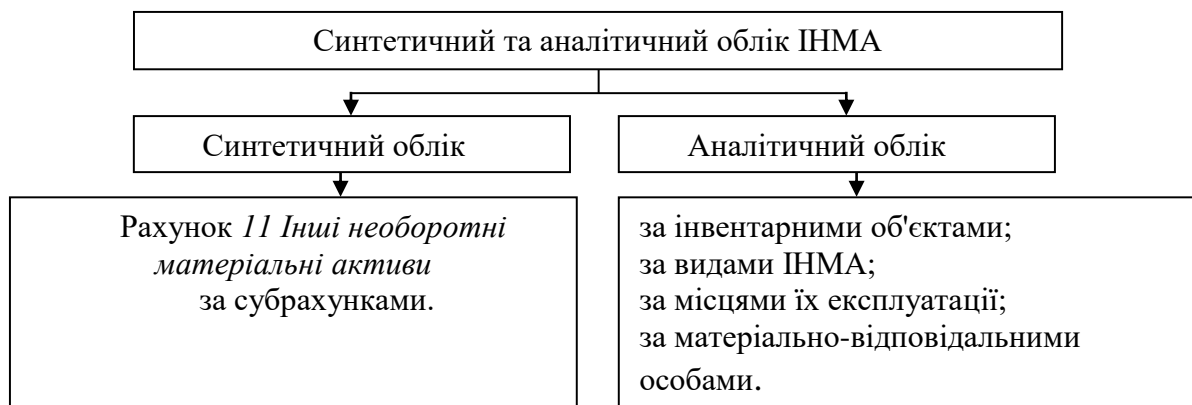 Синтетичний та аналітичний облік ІНМА
Синтетичний облік
Аналітичний облік
Рахунок 11 Інші необоротні
матеріальні активи
за субрахунками.
за інвентарними об'єктами;
за видами ІНМА;
за місцями їх експлуатації;
за матеріально-відповідальними
особами.